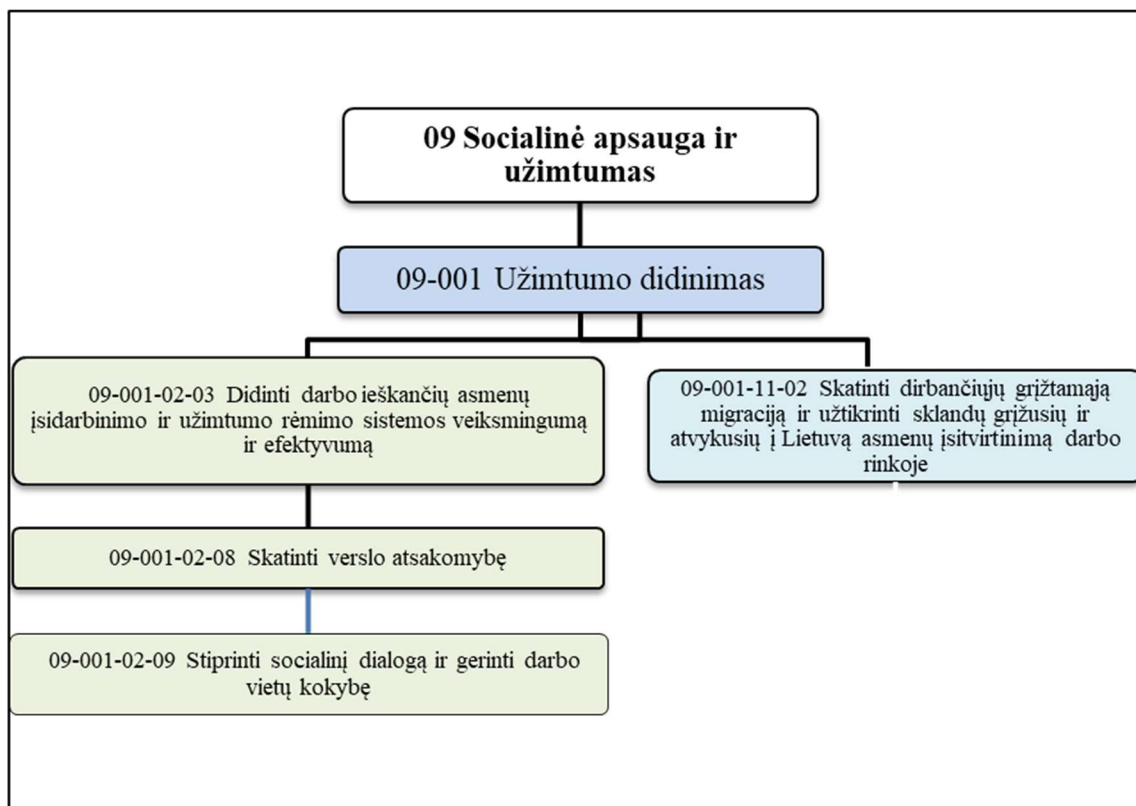 09 Socialinė apsauga ir
užimtumas
09-001 Užimtumo didinimas
09-001-02-03 Didinti darbo ieškančių asmenų
įsidarbinimo ir užimtumo rėmimo sistemos veiksmingumą
ir efektyvumą
09-001-11-02 Skatinti dirbančiųjų grįžtamąją
migraciją ir užtikrinti sklandų grįžusių ir
atvykusių į Lietuvą asmenų įsitvirtinimą darbo
rinkoje
09-001-02-08 Skatinti verslo atsakomybę
09-001-02-09 Stiprinti socialinį dialogą ir gerinti darbo
vietų kokybę